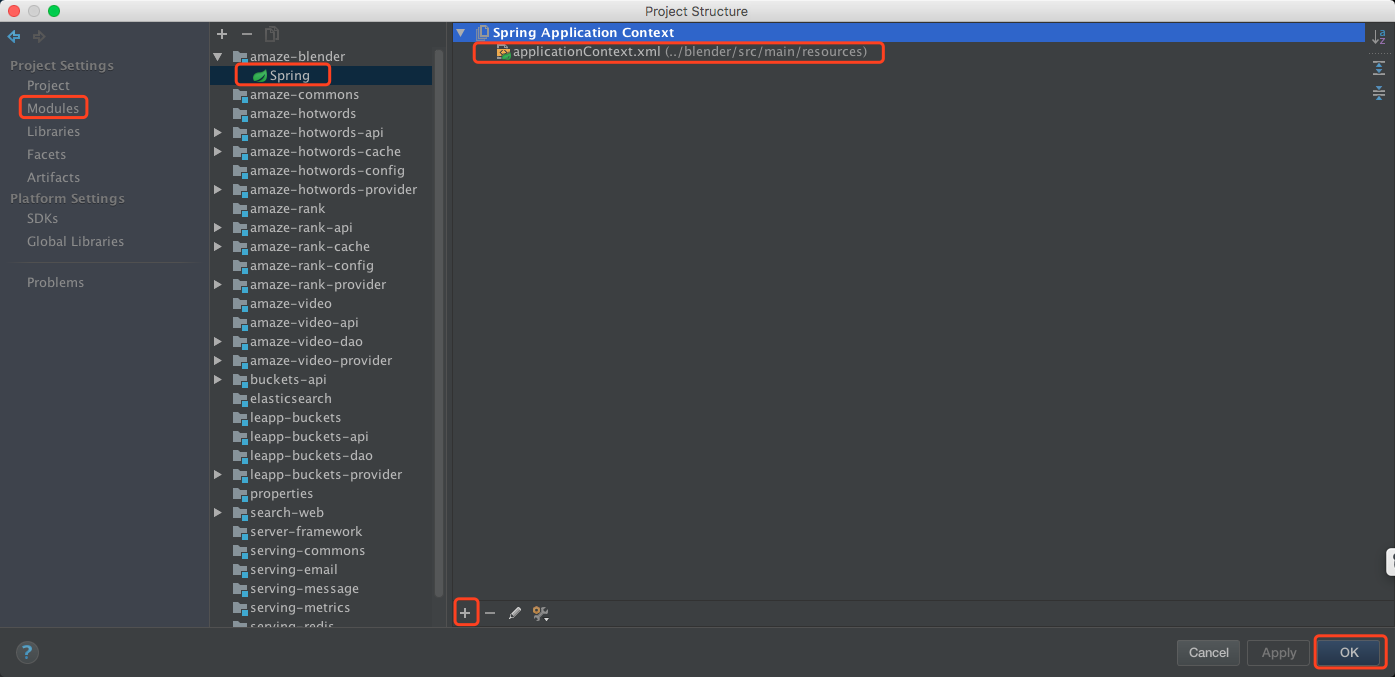 Project Structure
Project Settings
Project
Modules
Libraries
Facets
Artifacts
Platform Settings
SDKs
Global Libraries
Problems
amaze-blender
Spring
amaze-commons
amaze-hotwords
amaze-hotwords-api
amaze-hotwords-cache
amaze-hotwords-config
amaze-hotwords-provider
amaze-rank
amaze-rank-api
amaze-rank-cache
amaze-rank-config
amaze-rank-provider
amaze-video
amaze-video-api
amaze-video-dao
amaze-video-provider
buckets-api
elasticsearch
leapp-buckets
leapp-buckets-api
leapp-buckets-dao
leapp-buckets-provider
properties
search-web
server-framework
serving-commons
serving-email
serving-message
serving-metrics
serving-redis
Spring Application Context
applicationContext.xml (../blender/src/main/resources)
a
z
?
Cancel
Apply
OK